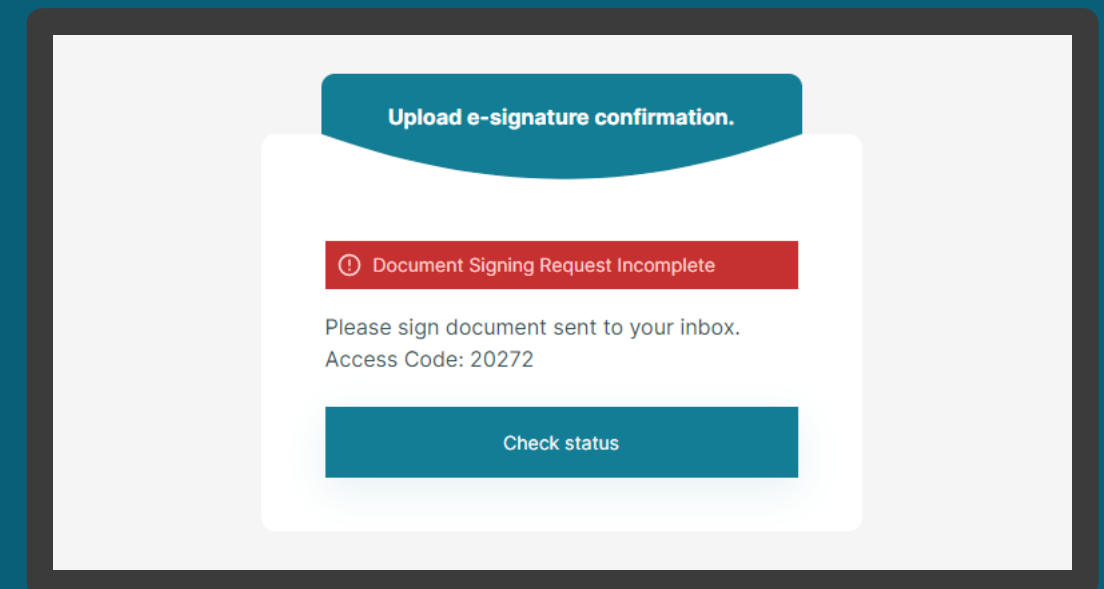 Upload e-signature confirmation.
Document Signing Request Incomplete
Please sign document sent to your inbox.
Access Code: 20272
Check status